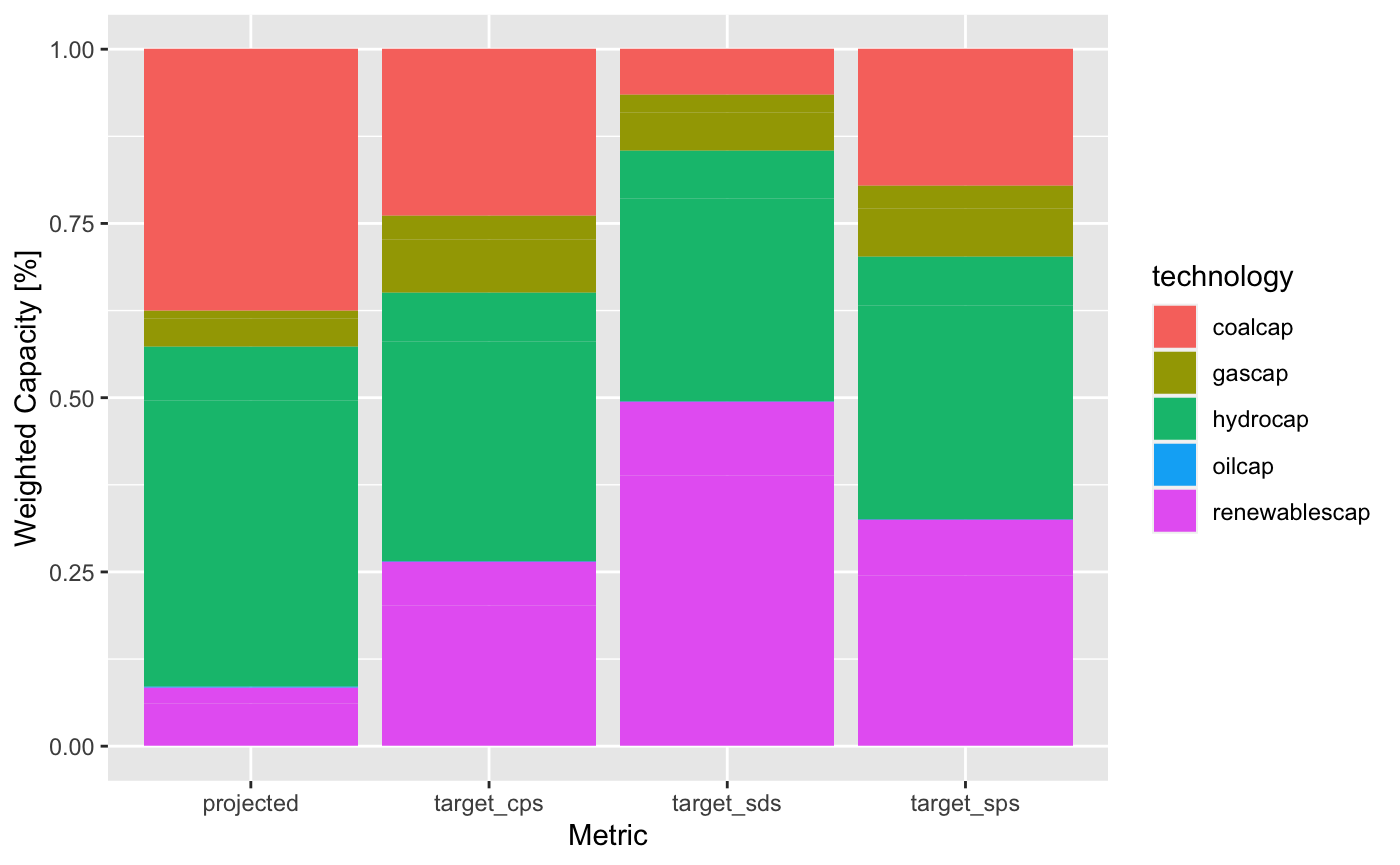 Weighted Capacity [%]
1.00
0.75
0.50
0.25
0.00
projected
target_cps
target_sds
target_sps
Metric
technology
coalcap
gascap
hydrocap
oilcap
renewablescap